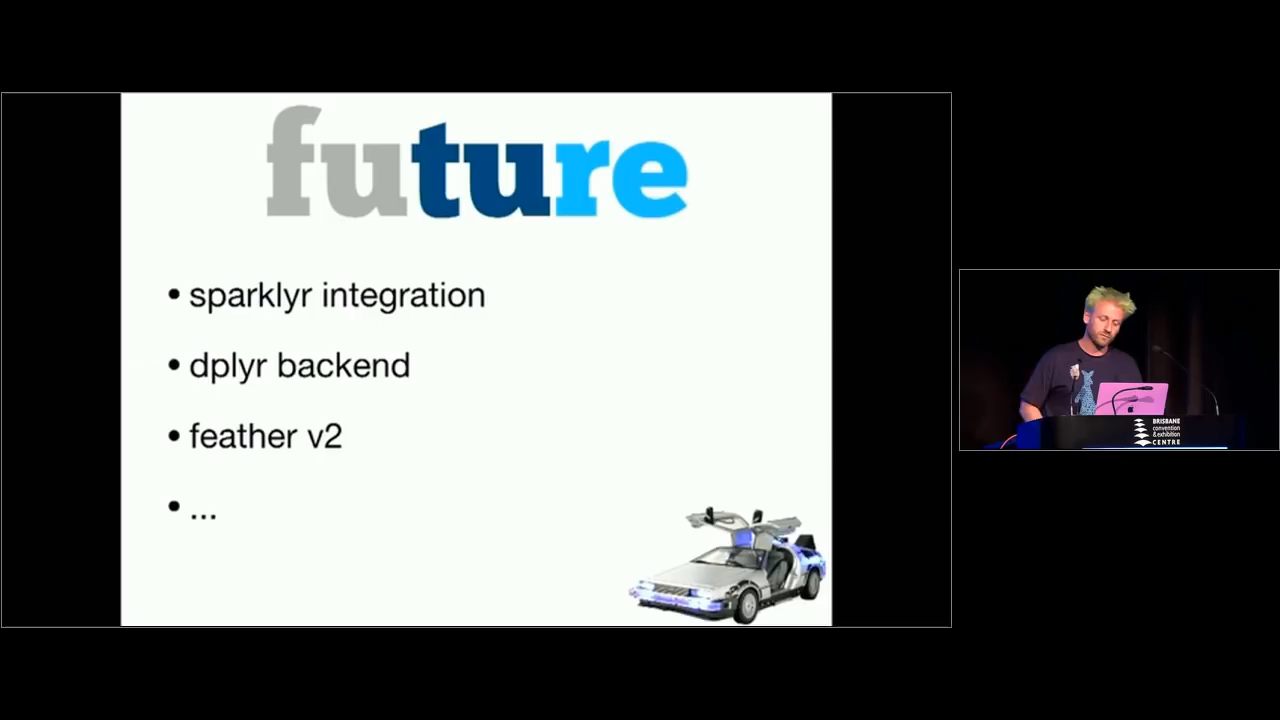 future
• sparklyr integration
• dplyr backend
• feather v2
• ...
BRISBANE
convention
& exhibition
CENTRE